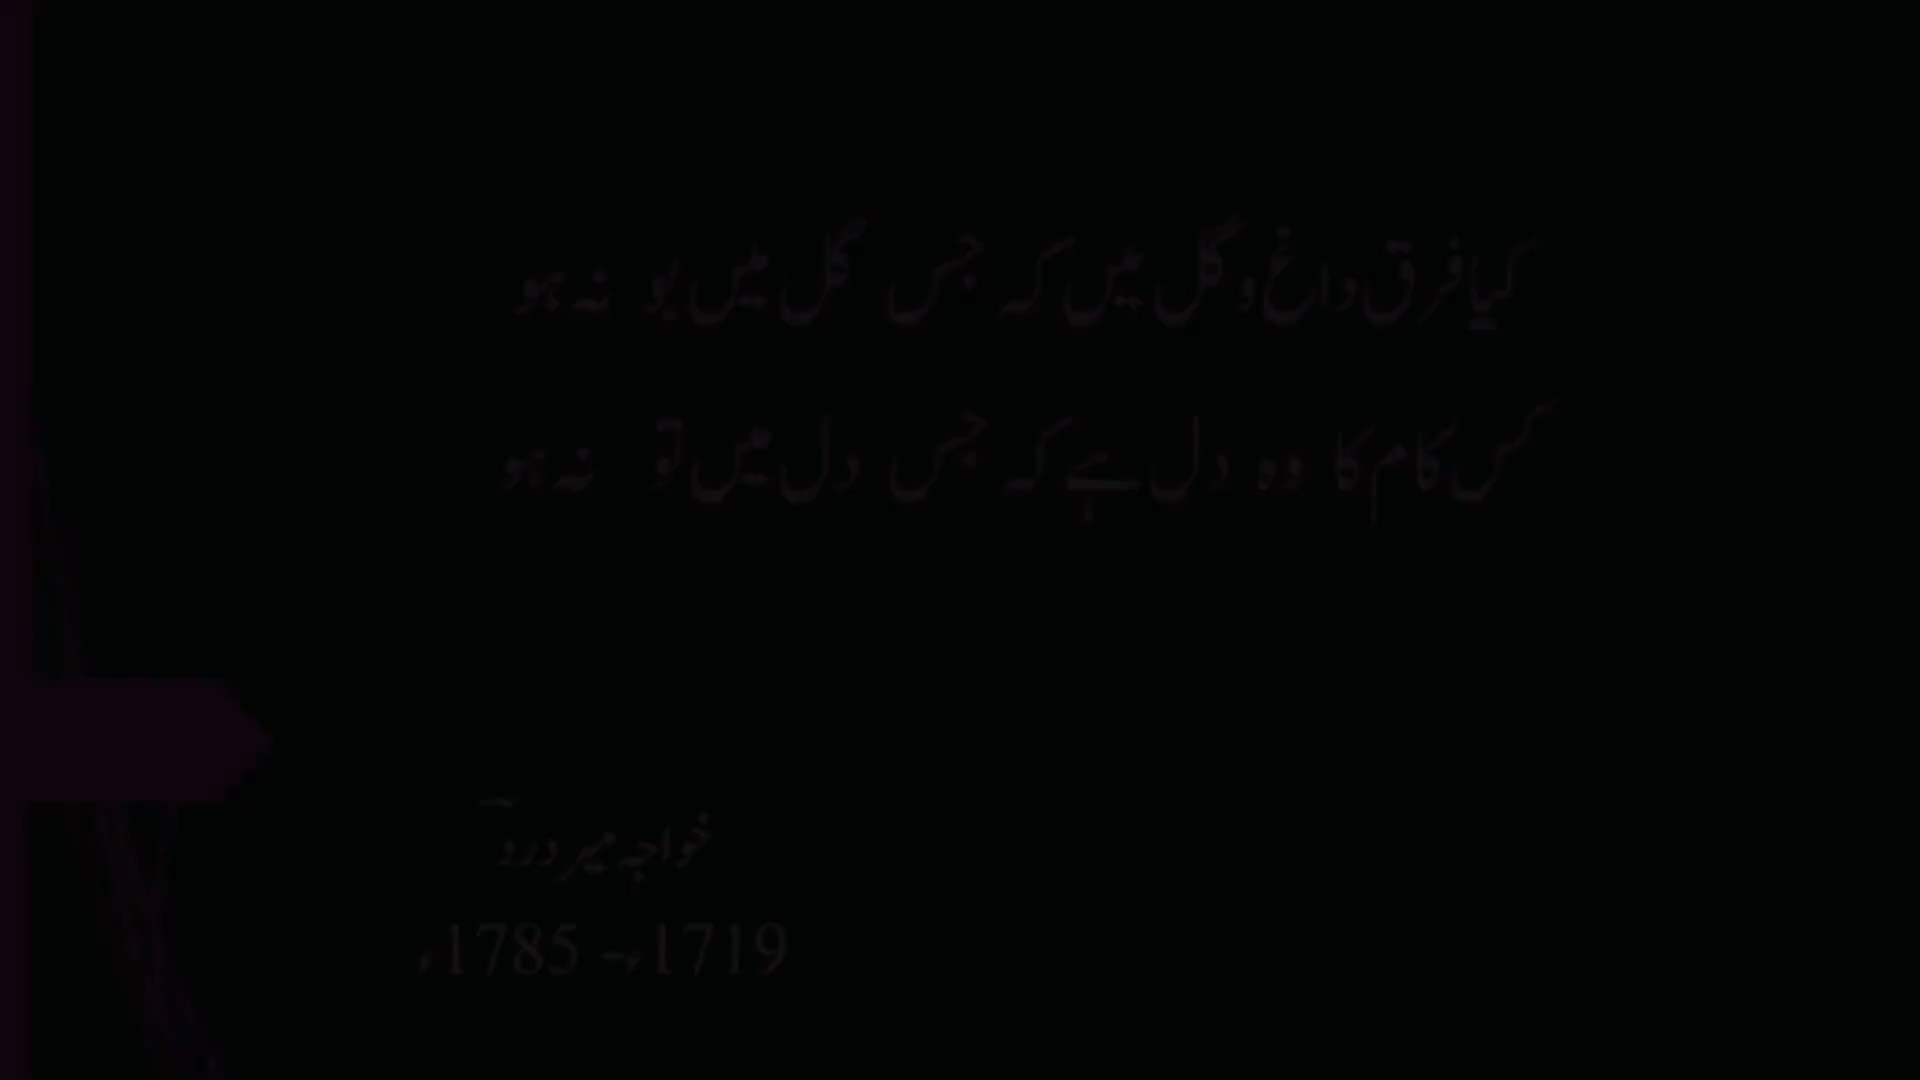 کیا فرق داغ و گل میں کہ جس گل میں بو نہ ہو
کس کام کا وہ دل ہے کہ جس دل میں تو نہ ہو
خواجہ میر درد
1719ء - 1785ء